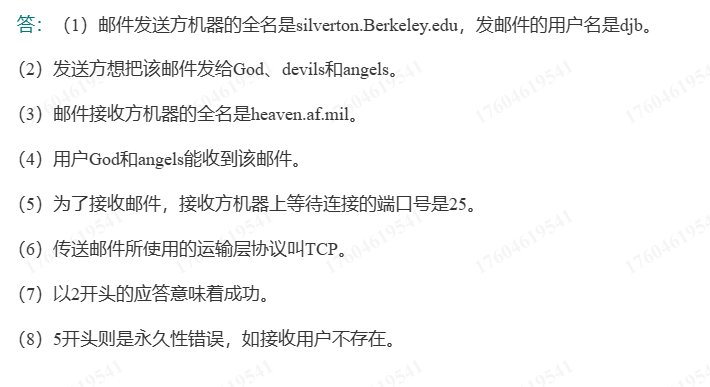 答：（1）邮件发送方机器的全名是silverton.Berkeley.edu，发邮件的用户名是djb。
（2）发送方想把该邮件发给God、devils和angels。
（3）邮件接收方机器的全名是heaven.af.mil。
（4）用户God和angels能收到该邮件。
（5）为了接收邮件，接收方机器上等待连接的端口号是25。
（6）传送邮件所使用的运输层协议叫TCP。
（7）以2开头的应答意味着成功。
（8）5开头则是永久性错误，如接收用户不存在。
17604619541